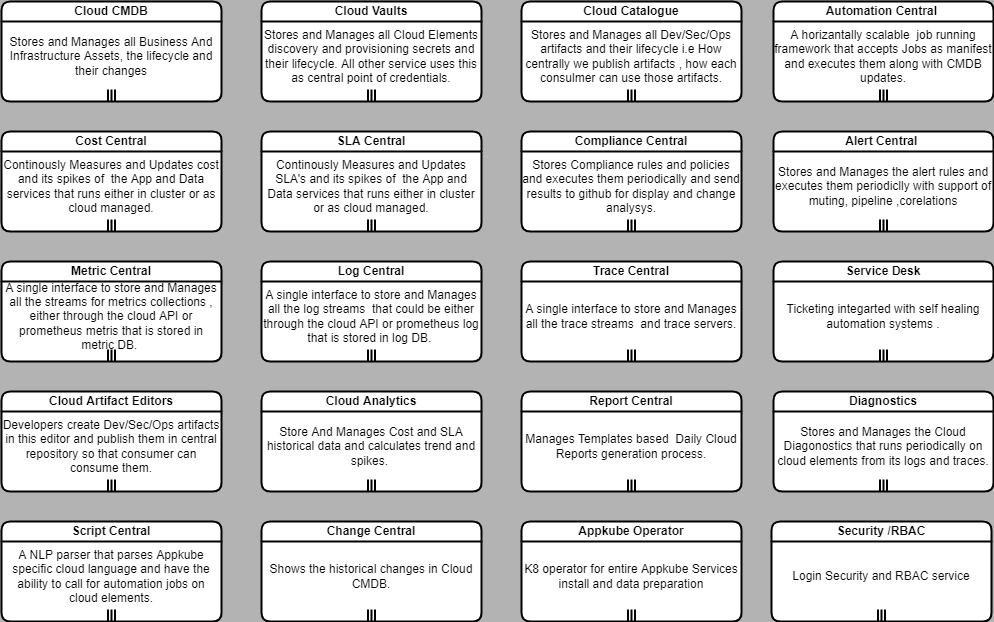 Cloud CMDB
Stores and Manages all Business And
Infrastructure Assets, the lifecycle and
their changes
Cloud Vaults
Stores and Manages all Cloud Elements
discovery and provisioning secrets and
their lifecycle. All other service uses this
as central point of credentials.
Cloud Catalogue
Stores and Manages all Dev/Sec/Ops
artifacts and their lifecycle i.e How
centrally we publish artifacts , how each
consulmer can use those artifacts.
Automation Central
A horizantally scalable  job running
framework that accepts Jobs as manifest
and executes them along with CMDB
updates.
Cost Central
Continously Measures and Updates cost
and its spikes of  the App and Data
services that runs either in cluster or as
cloud managed.
SLA Central
Continously Measures and Updates
SLA's and its spikes of  the App and
Data services that runs either in cluster
or as cloud managed.
Compliance Central
Stores Compliance rules and policies
and executes them periodically and send
results to github for display and change
analysys.
Alert Central
Stores and Manages the alert rules and
executes them periodiclly with support of
muting, pipeline ,corelations
Metric Central
A single interface to store and Manages
all the streams for metrics collections ,
either through the cloud API or
prometheus metris that is stored in
metric DB.
Log Central
A single interface to store and Manages
all the log streams  that could be either
through the cloud API or prometheus log
that is stored in log DB.
Trace Central
A single interface to store and Manages
all the trace streams  and trace servers.
Service Desk
Ticketing integarted with self healing
automation systems .
Cloud Artifact Editors
Developers create Dev/Sec/Ops artifacts
in this editor and publish them in central
repository so that consumer can
consume them.
Cloud Analytics
Store And Manages Cost and SLA
historical data and calculates trend and
spikes.
Report Central
Manages Templates based  Daily Cloud
Reports generation process.
Diagnostics
Stores and Manages the Cloud
Diagonostics that runs periodically on
cloud elements from its logs and traces.
Script Central
A NLP parser that parses Appkube
specific cloud language and have the
ability to call for automation jobs on
cloud elements.
Change Central
Shows the historical changes in Cloud
CMDB.
Appkube Operator
K8 operator for entire Appkube Services
install and data preparation
Security /RBAC
Login Security and RBAC service